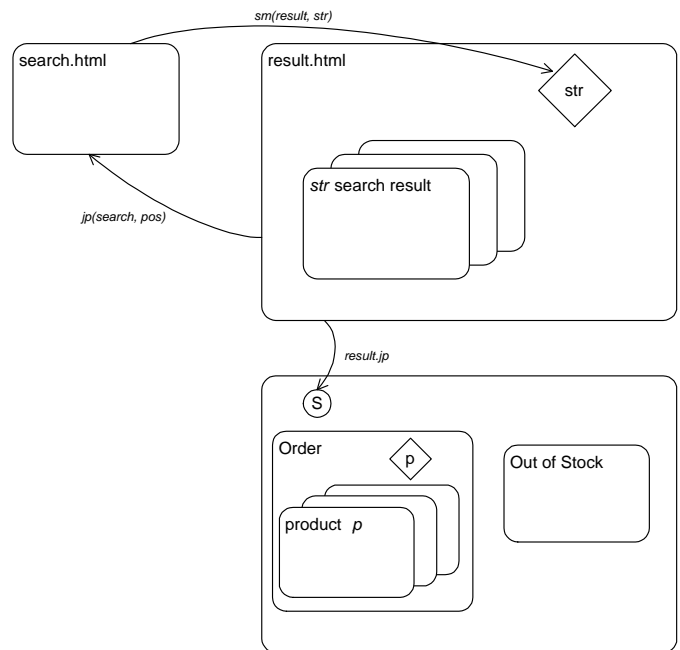 sm(result, str)
search.html
result.html
str
str search result
jp(search, pos)
result.jp
S
Order
p
Out of Stock
product p